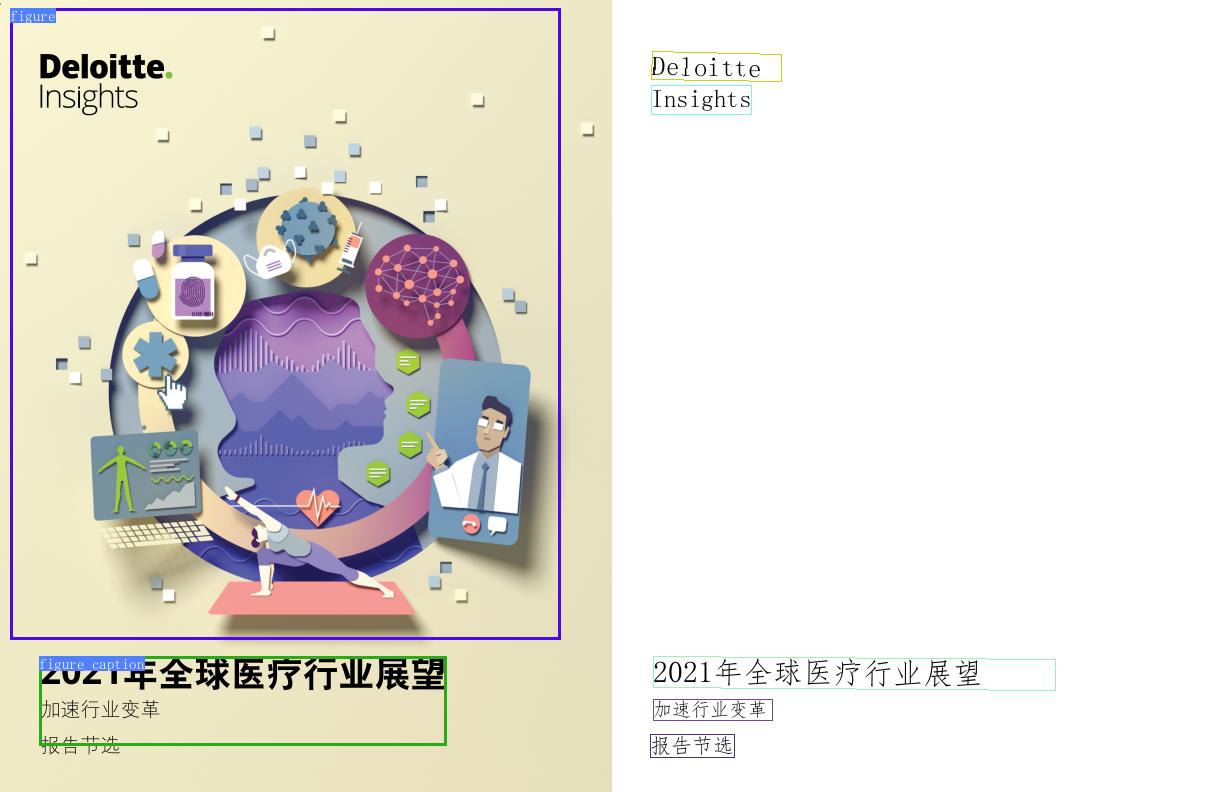 figure
Deloitte.
Insights
figure caption
2021年全球医疗行业展望
加速行业变革
报告节选
Deloitte
Insights
2021年全球医疗行业展望
加速行业变革
报告节选